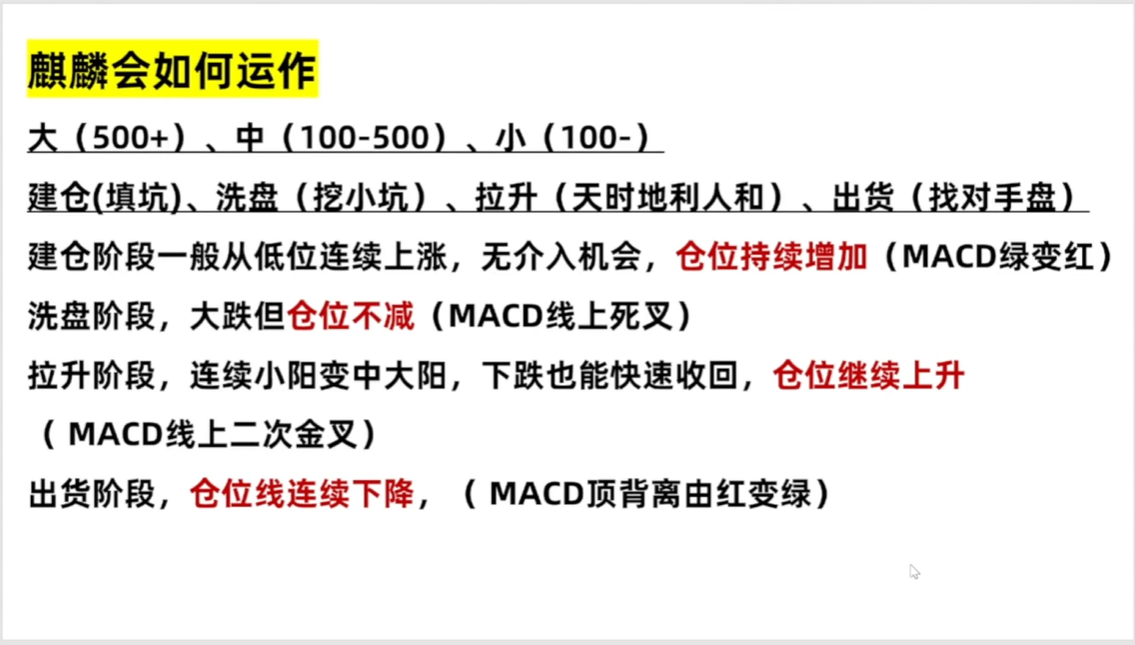 麒麟会如何运作
大（500+）、中（100-500）、小（100-）
建仓(填坑)、洗盘（挖小坑）、拉升（天时地利人和）、出货（找对手盘）
建仓阶段一般从低位连续上涨，无介入机会，仓位持续增加（MACD绿变红）
洗盘阶段，大跌但仓位不减（MACD线上死叉）
拉升阶段，连续小阳变中大阳，下跌也能快速收回，仓位继续上升
（ MACD线上二次金叉）
出货阶段，仓位线连续下降，（ MACD顶背离由红变绿）